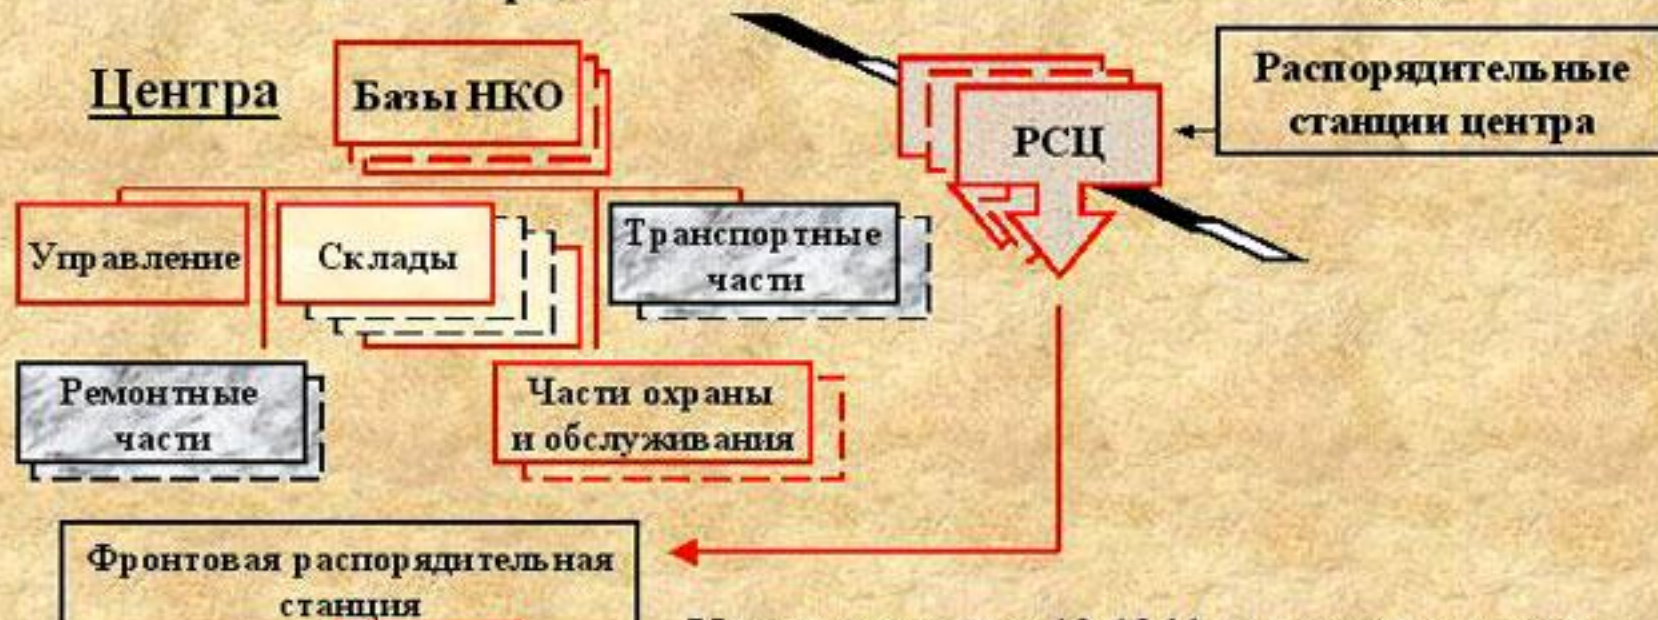 Центра
Базы НКО
РСЦ
Распорядительные
станции центра
Управление
Склады
Транспортные
части
Ремонтные
части
Части охраны
и обслуживания
Фронтовая распорядительная
станция